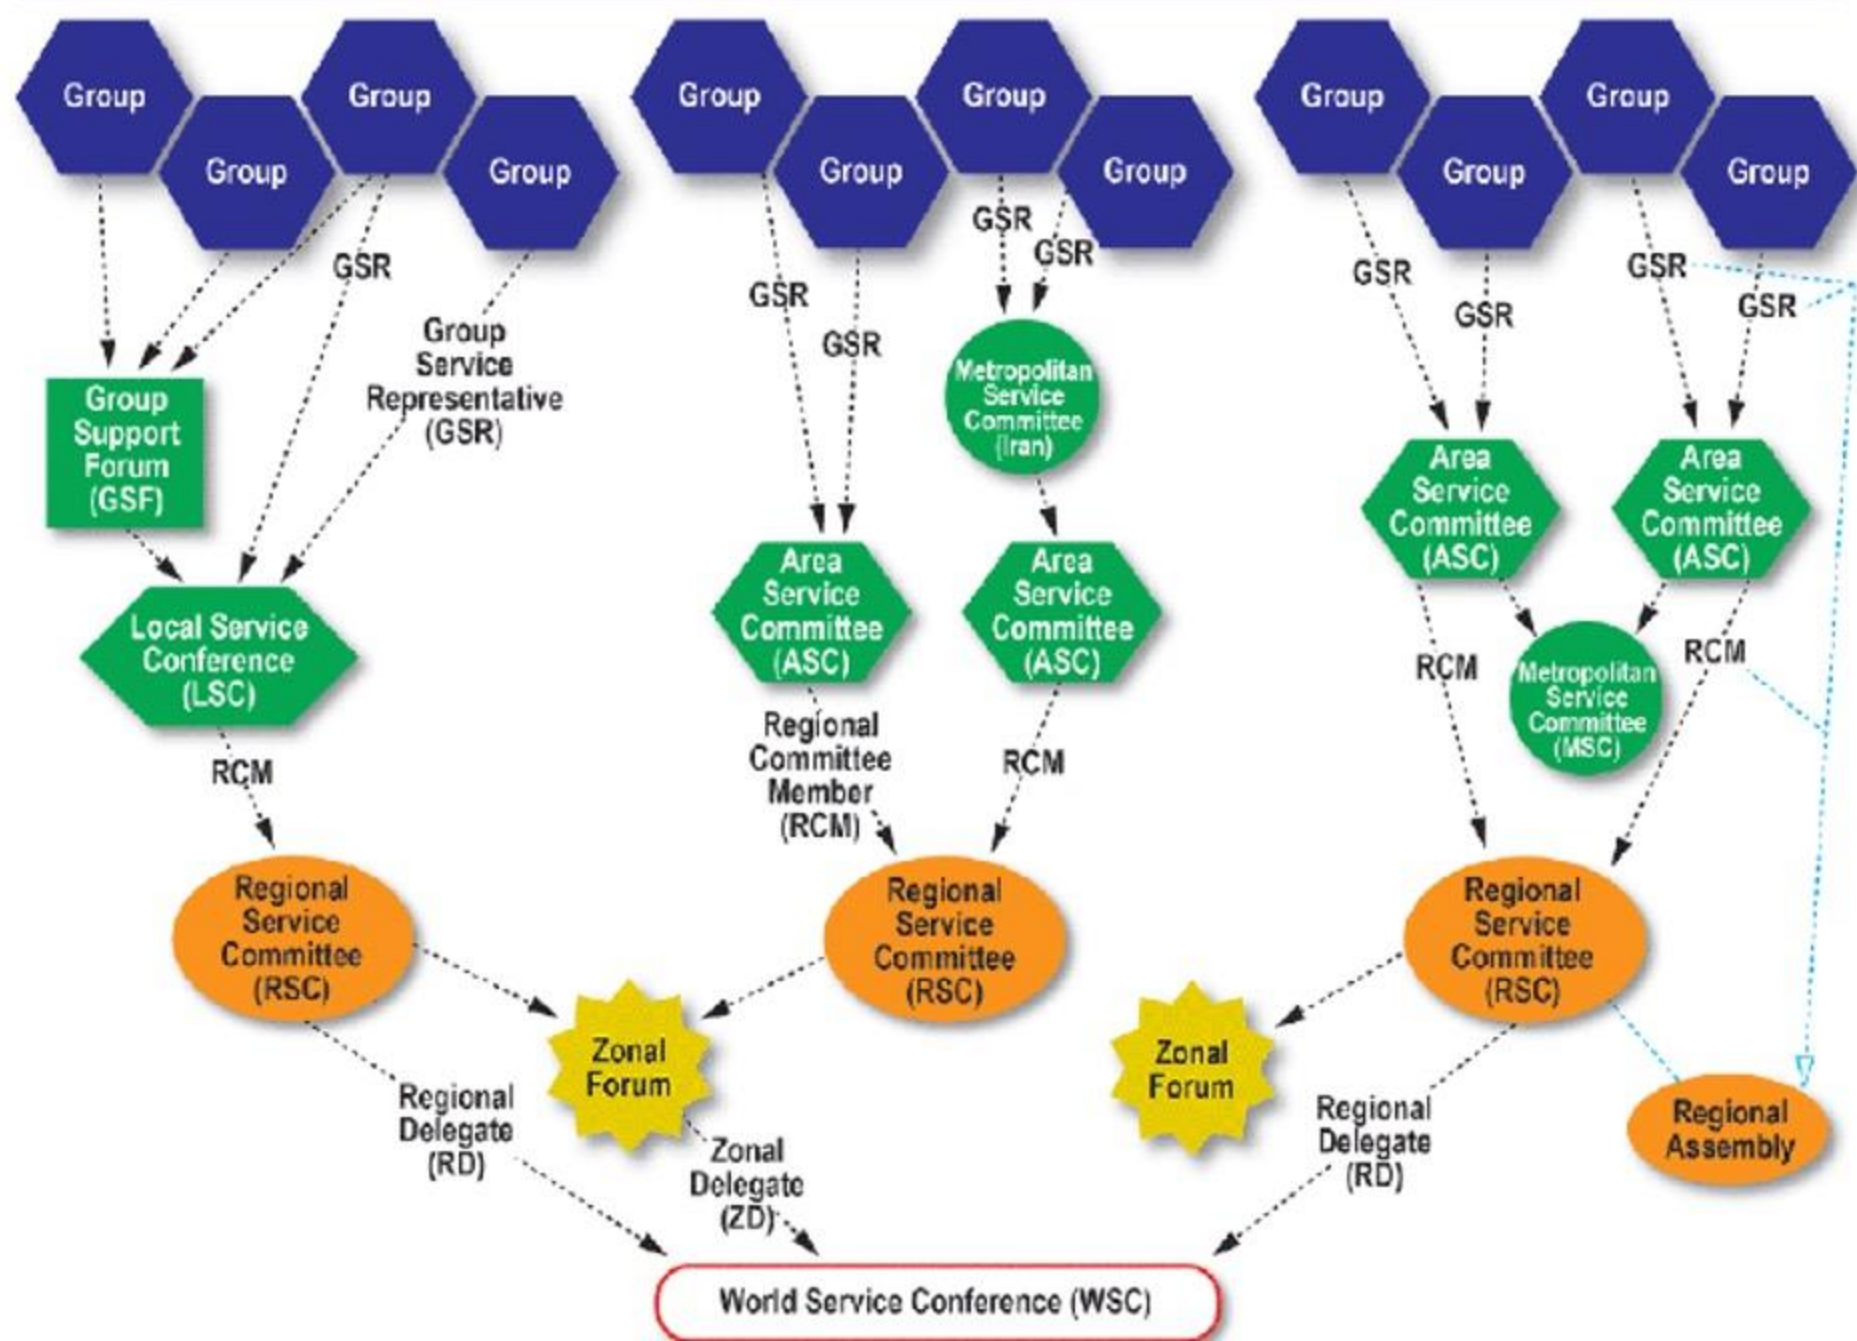 Group
Group
Group
Group
Group
Group
Group
Group
Group
Group
Group
Group
GSR
Group
Service
Representative
(GSR)
Group
Support
Forum
(GSF)
Local Service
Conference
(LSC)
RCM
Regional
Service
Committee
(RSC)
Regional
Delegate
(RD)
GSR
GSR
GSR
GSR
Metropolitan
Service
Committee
(Iran)
Area
Service
Committee
(ASC)
Area
Service
Committee
(ASC)
Regional
Committee
Member
(RCM)
RCM
Regional
Service
Committee
(RSC)
Zonal
Forum
Zonal
Delegate
(ZD)
GSR
GSR
GSR
GSR
Area
Service
Committee
(ASC)
Area
Service
Committee
(ASC)
RCM
Metropolitan
Service
Committee
(MSC)
RCM
Regional
Service
Committee
(RSC)
Zonal
Forum
Regional
Delegate
(RD)
Regional
Assembly
World Service Conference (WSC)